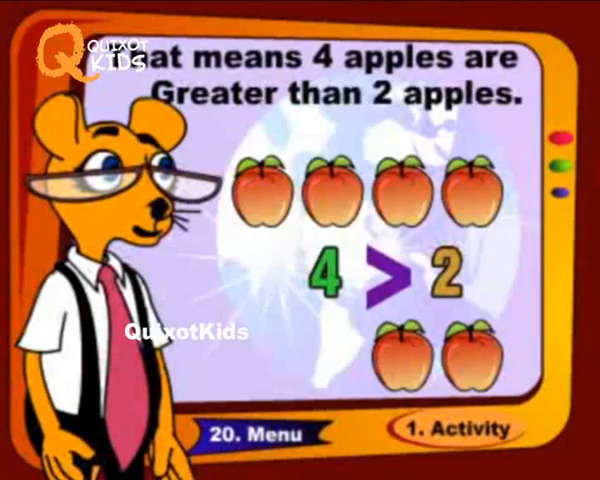 QUIXOT
KIDS
at means 4 apples are
Greater than 2 apples.
4 > 2
QuixotKids
20. Menu
1. Activity